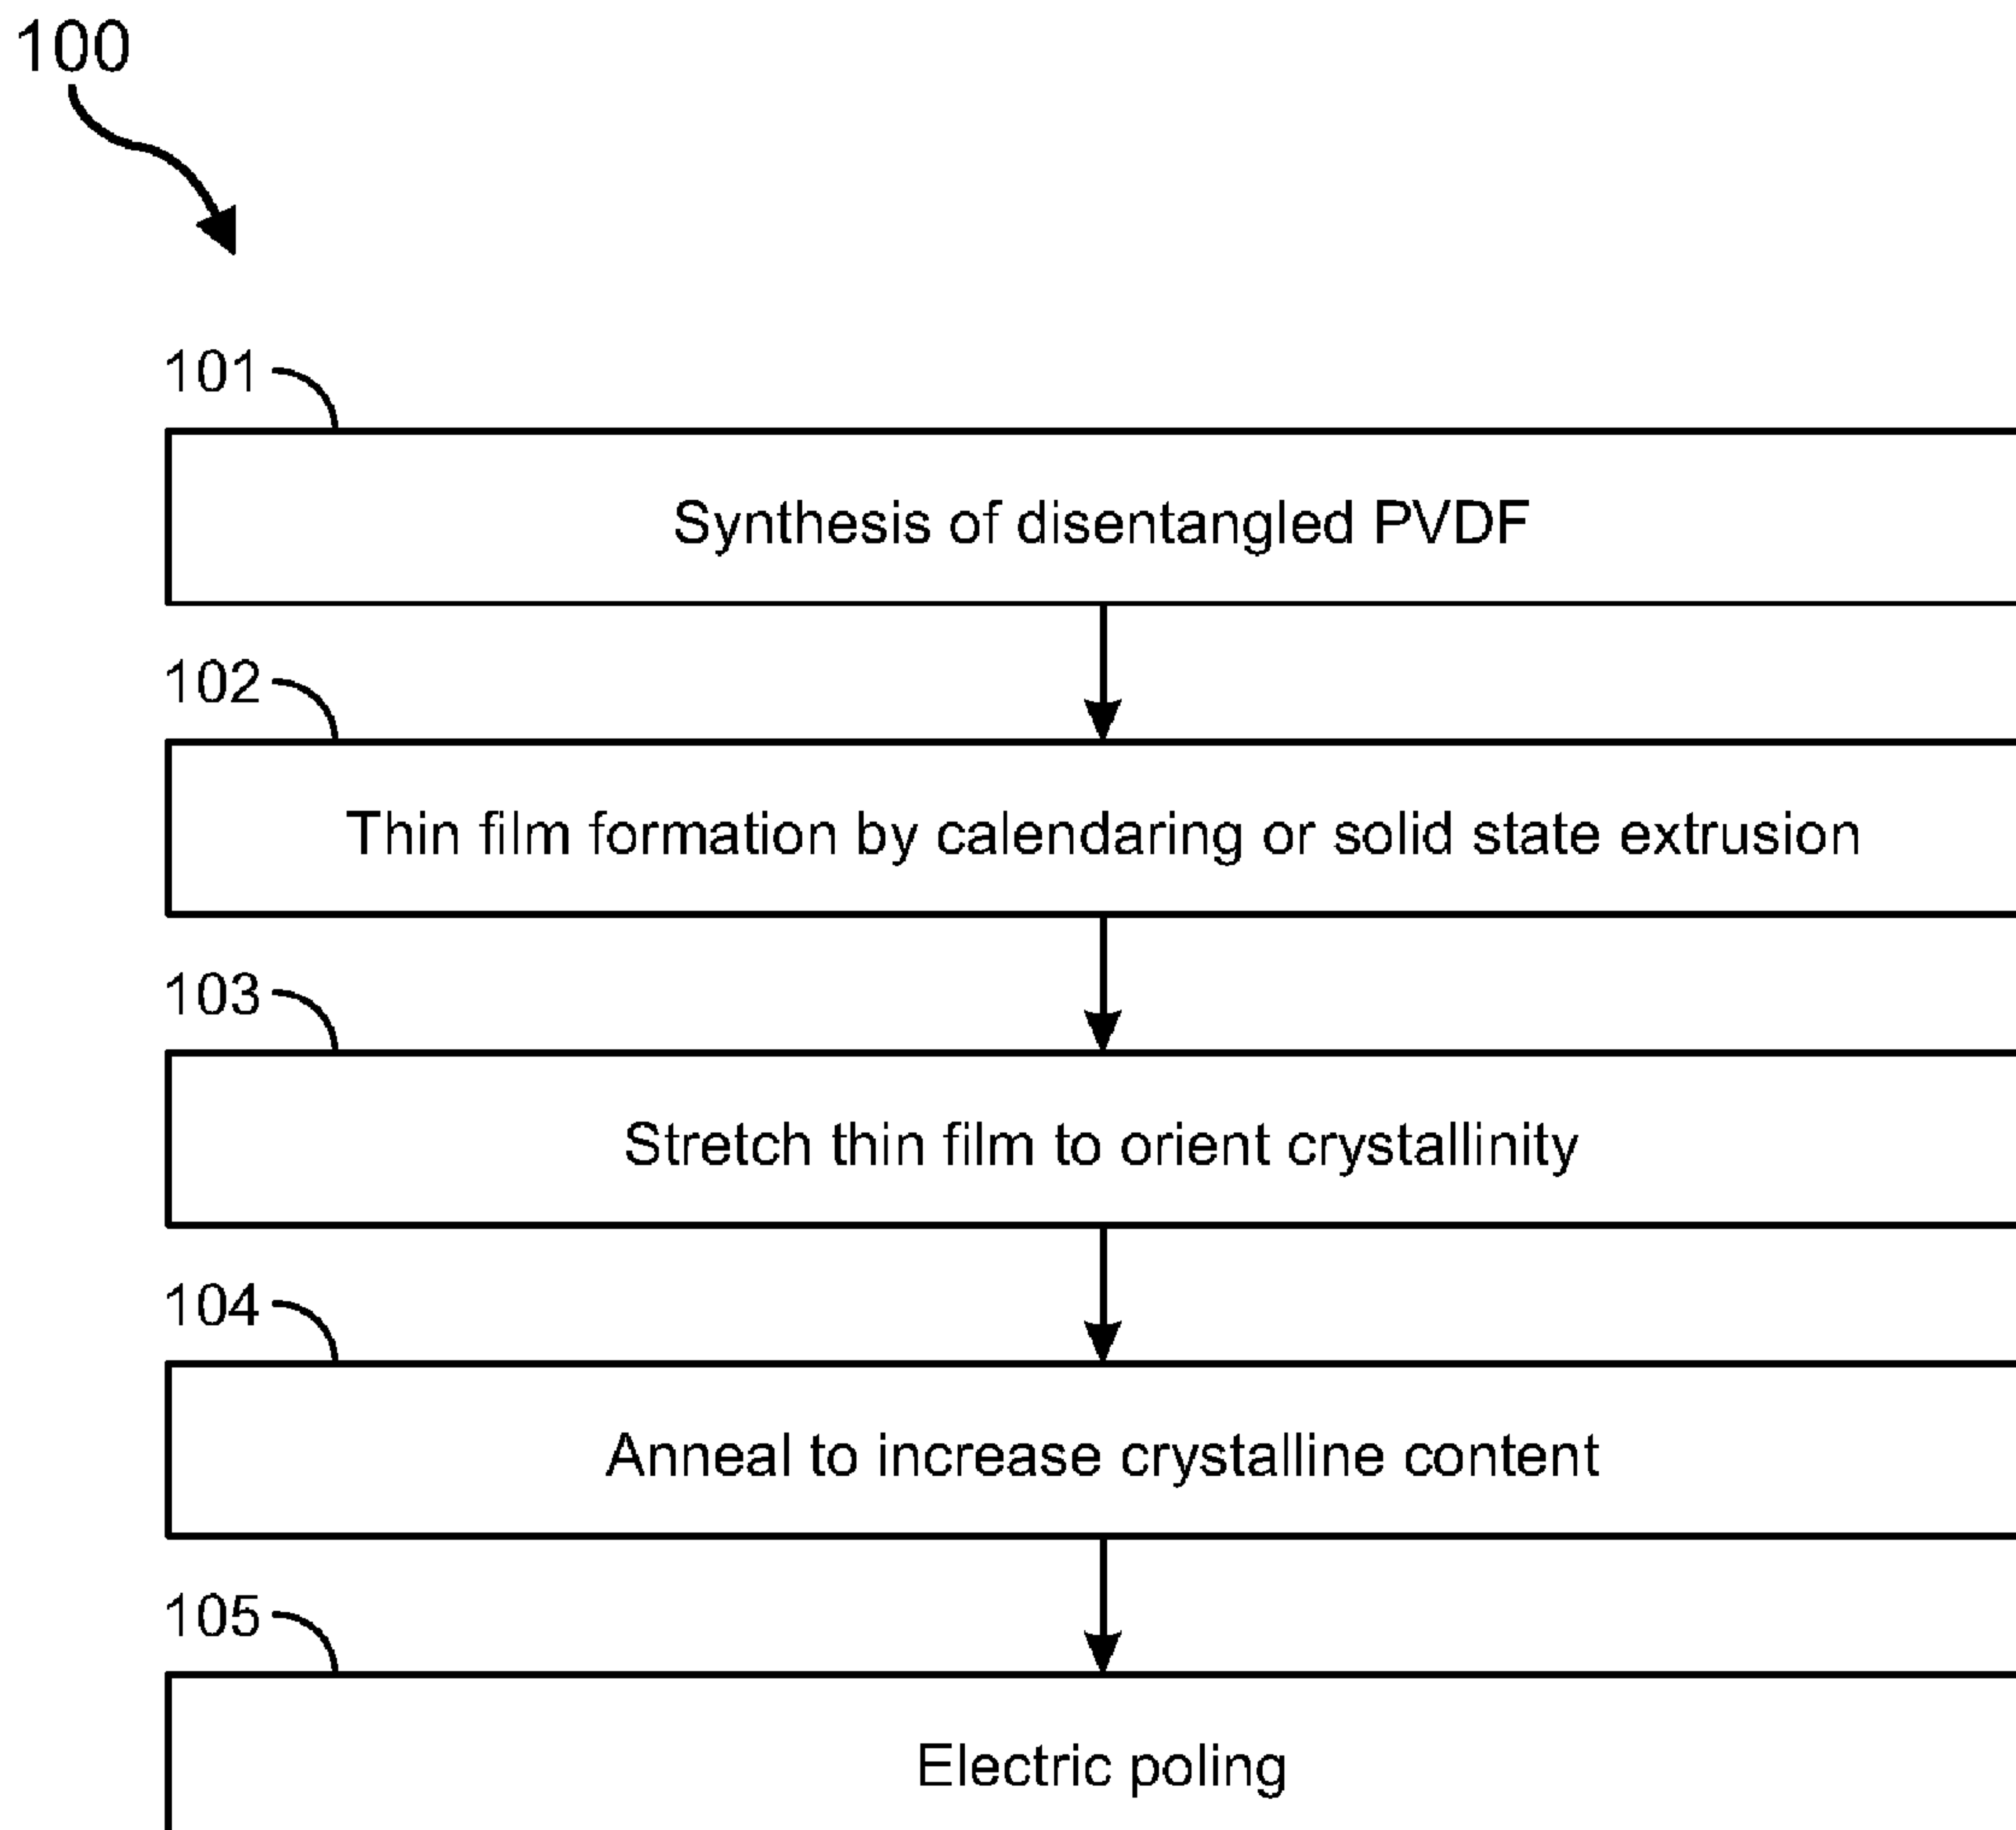 100
101
Synthesis of disentangled PVDF
102
Thin film formation by calendaring or solid state extrusion
103
Stretch thin film to orient crystallinity
104
Anneal to increase crystalline content
105
Electric poling